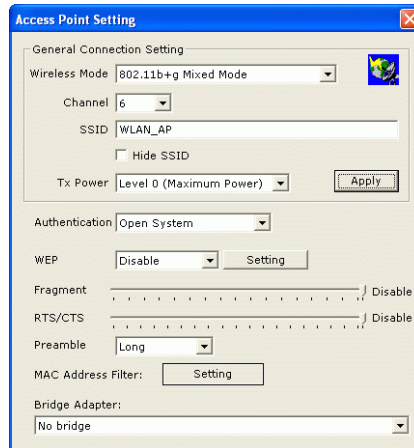 Access Point Setting
General Connection Setting
Wireless Mode 802.11b+g Mixed Mode
Channel 6
SSID WLAN_AP
Hide SSID
Tx Power Level 0 (Maximum Power) Apply
Authentication Open System
WEP Disable Setting
Fragment Disable
RTS/CTS Disable
Preamble Long
MAC Address Filter: Setting
Bridge Adapter:
No bridge